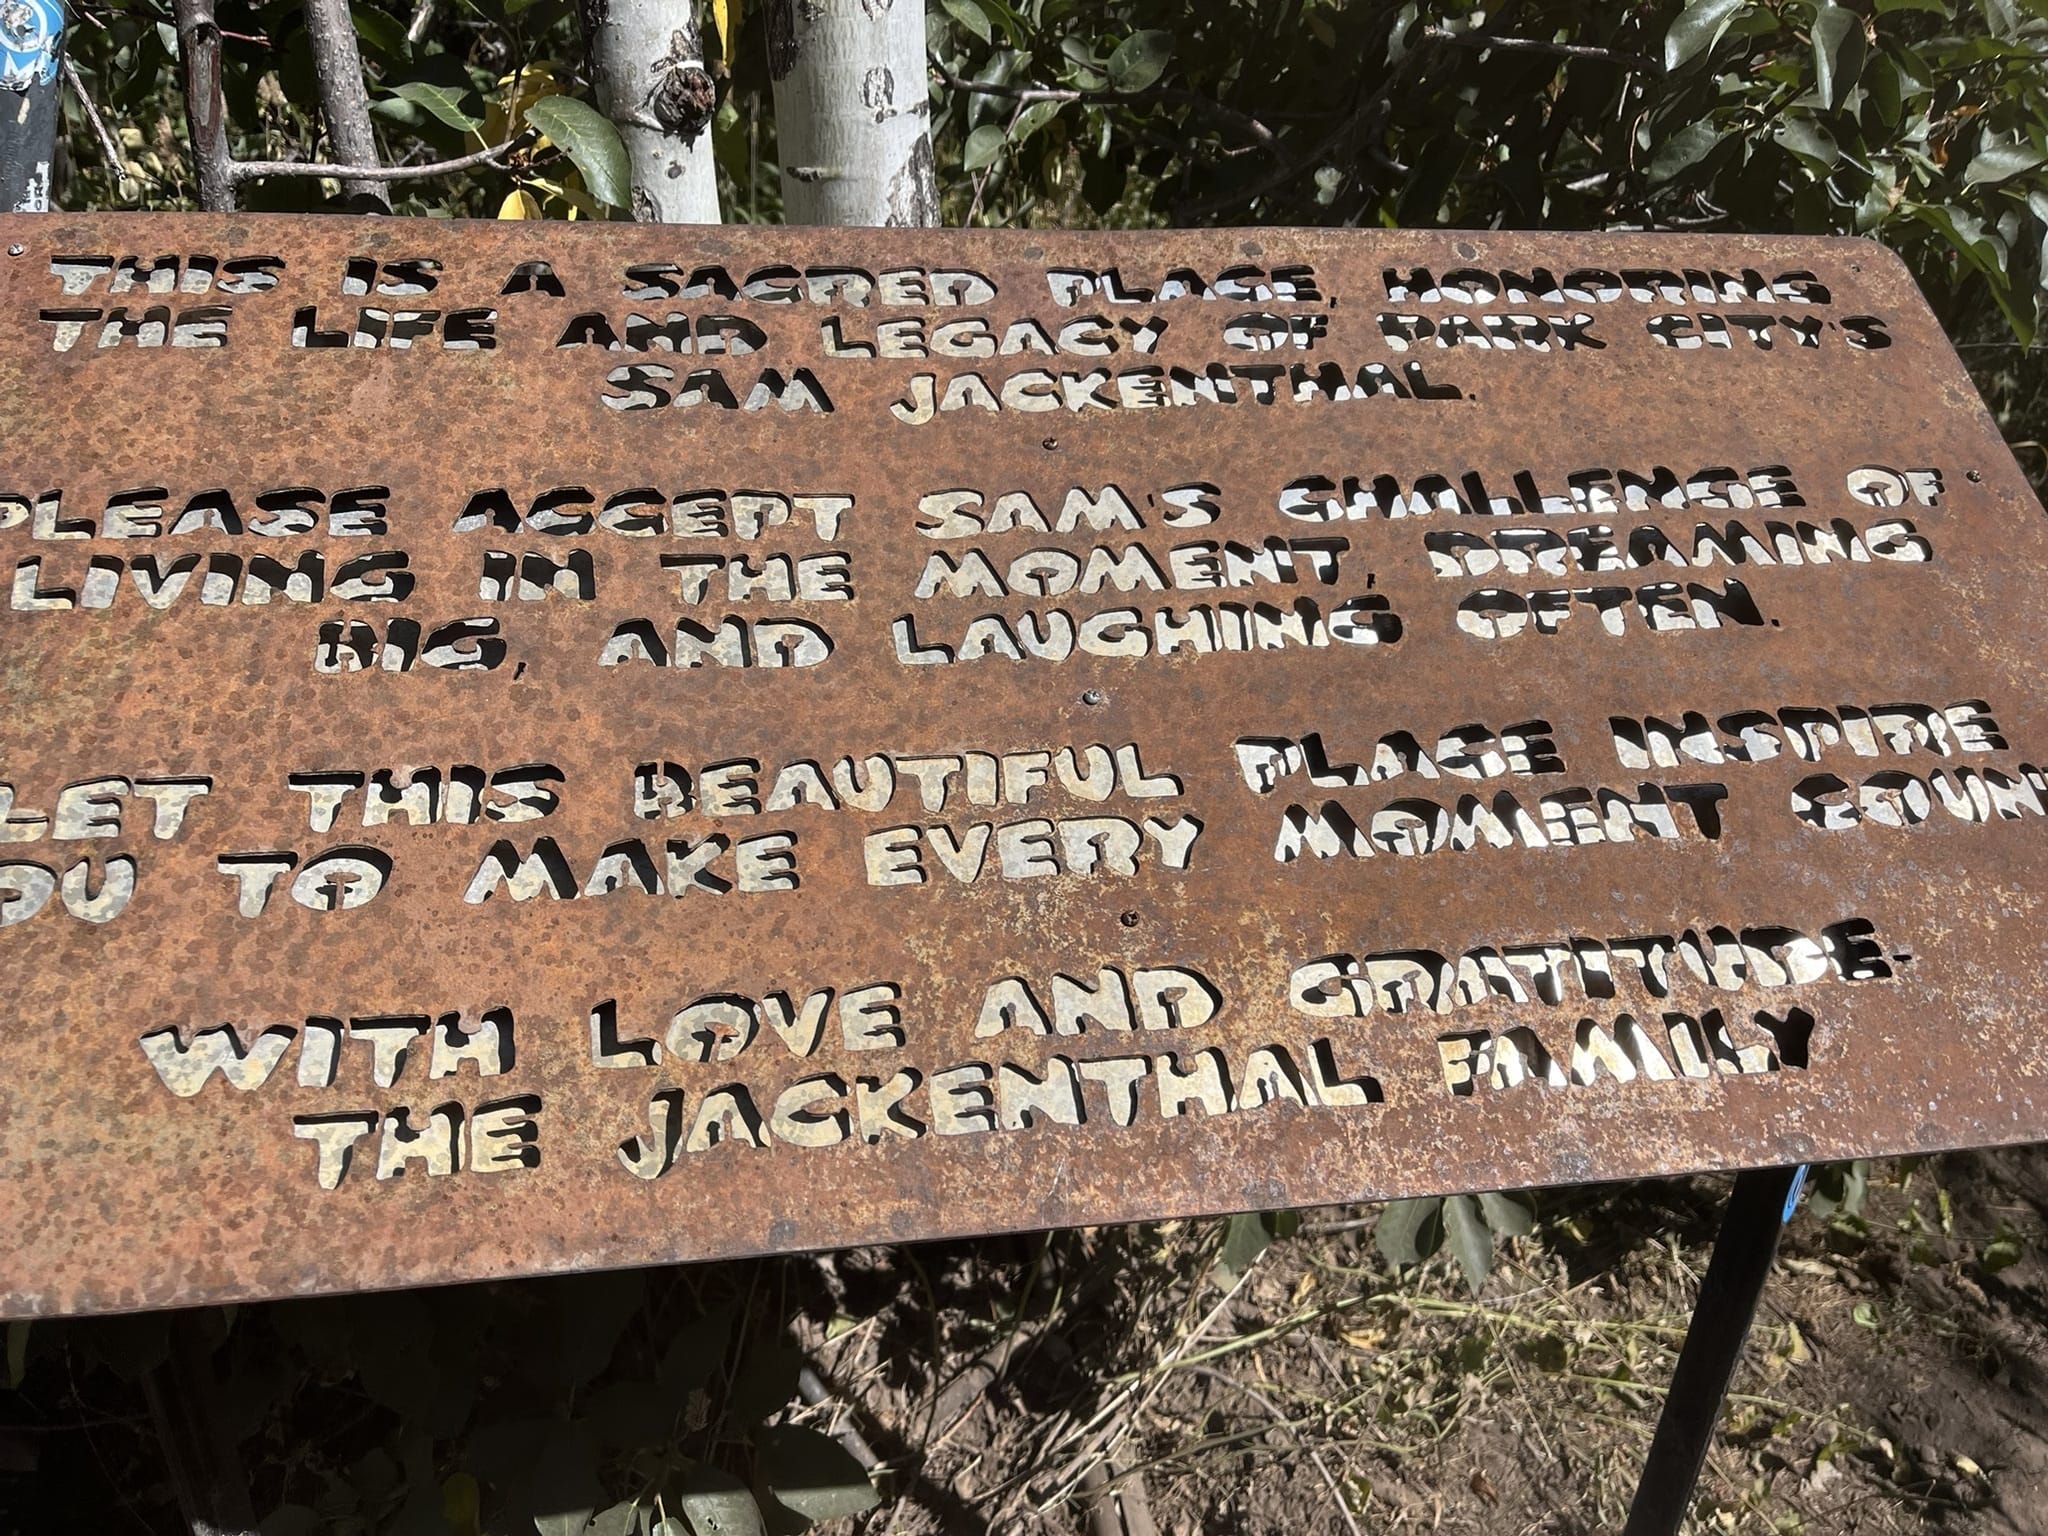 THIS IS A SACRED PLACE, HONORING
THE LIFE AND LEGACY OF PARK CITY'S
SAM JACKENTHAL.
PLEASE ACCEPT SAM'S CHALLENGE OF
LIVING IN THE MOMENT, DREAMING
BIG, AND LAUGHING OFTEN.
LET THIS BEAUTIFUL PLACE INSPIRE
OU TO MAKE EVERY MOMENT COUNT
WITH LOVE AND GRATITUDE-
THE JACKENTHAL FAMILY